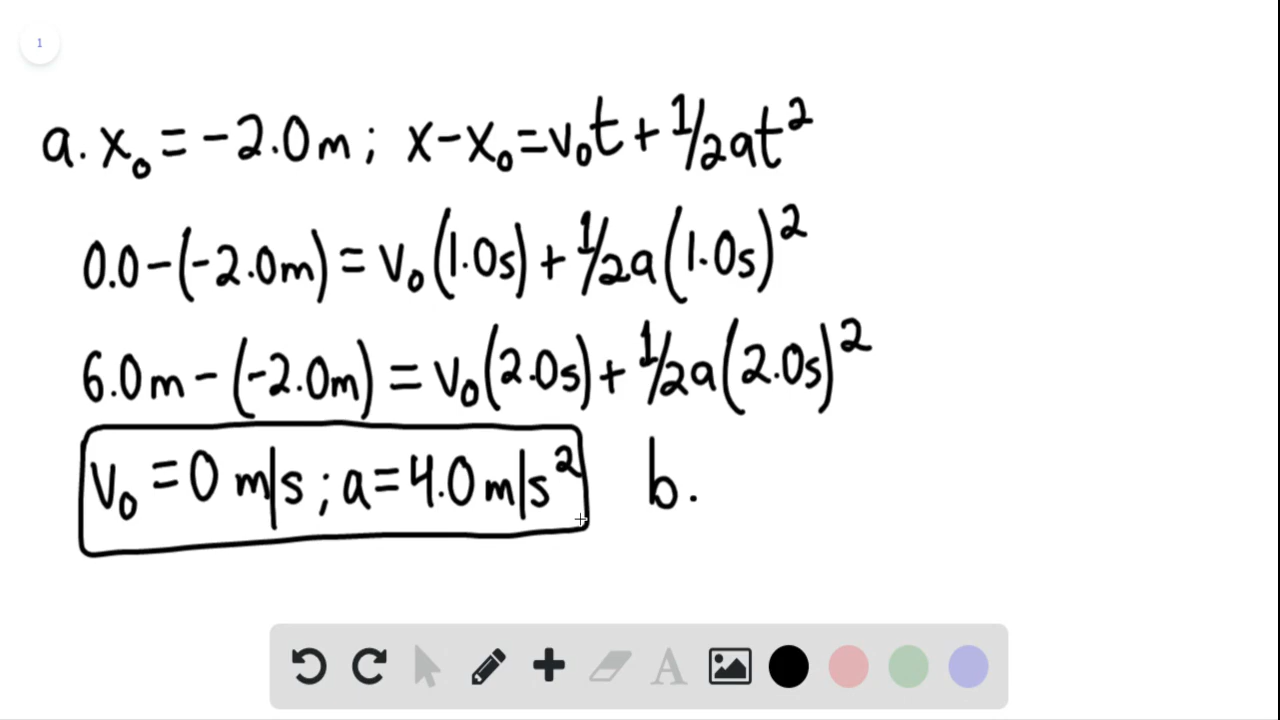 1
a. x₀ = -2.0m ; x-x₀=v₀t + 1/2at²
0.0-(-2.0m) = v₀(1.0s) + 1/2a(1.0s)²
6.0m - (-2.0m) = v₀(2.0s) + 1/2a(2.0s)²
v₀ = 0 m/s ; a=4.0m/s² b.
A